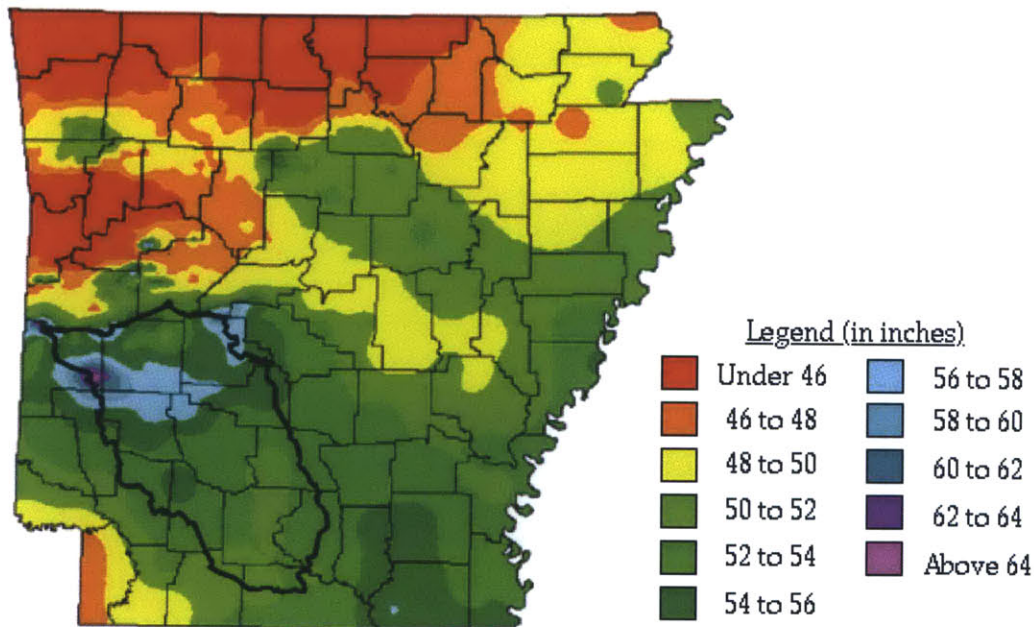 Legend (in inches)
Under 46
46 to 48
48 to 50
50 to 52
52 to 54
54 to 56
56 to 58
58 to 60
60 to 62
62 to 64
Above 64